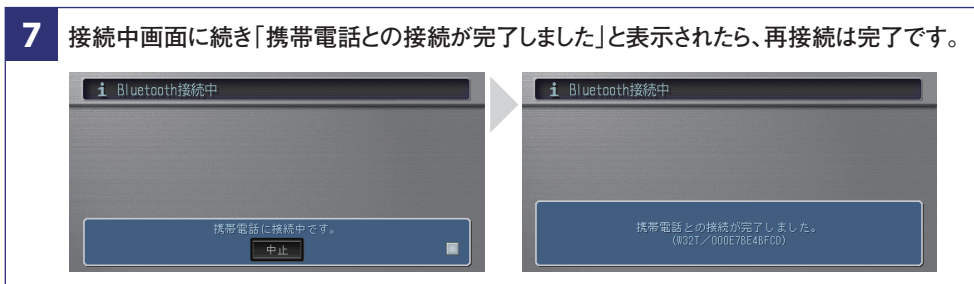 7 接続中画面に続き「携帯電話との接続が完了しました」と表示されたら、再接続は完了です。
i Bluetooth接続中
携帯電話に接続中です。
中止
i Bluetooth接続中
携帯電話との接続が完了しました。
(W32T／000E7BE4BFCD)